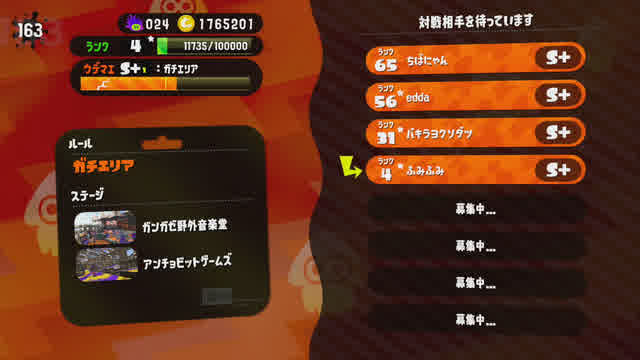 163
024
1765201
ランク 4★ 11735/100000
ウデマエ S+1 :ガチエリア
ルール
ガチエリア
ステージ
ガンガゼ野外音楽堂
アンチョビットゲームズ
対戦相手を待っています
ランク 65 ちはにゃん S+
ランク 56★ edda S+
ランク 31★ バキラヨクソダツ S+
ランク 4★ ふみふみ S+
募集中...
募集中...
募集中...
募集中...